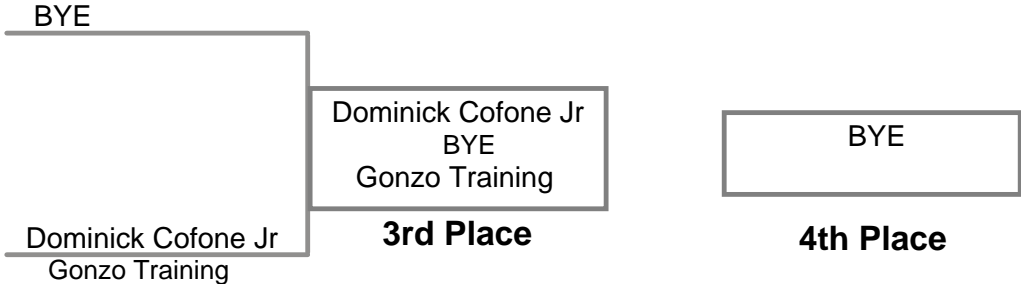 BYE
Dominick Cofone Jr
BYE
Gonzo Training
3rd Place
BYE
4th Place
Dominick Cofone Jr
Gonzo Training